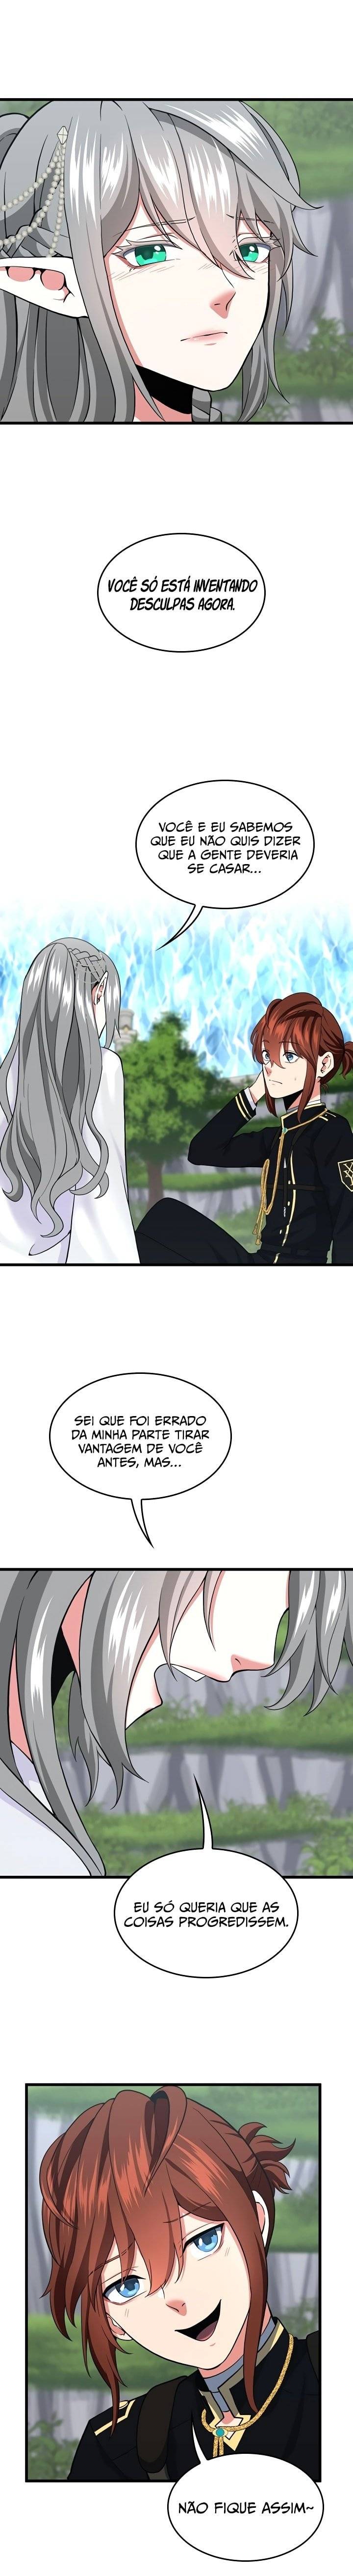 VOCÊ SÓ ESTÁ INVENTANDO
DESCULPAS AGORA.
VOCÊ E EU SABEMOS
QUE EU NÃO QUIS DIZER
QUE A GENTE DEVERIA
SE CASAR...
SEI QUE FOI ERRADO
DA MINHA PARTE TIRAR
VANTAGEM DE VOCÊ
ANTES, MAS...
EU SÓ QUERIA QUE AS
COISAS PROGREDISSEM.
NÃO FIQUE ASSIM~